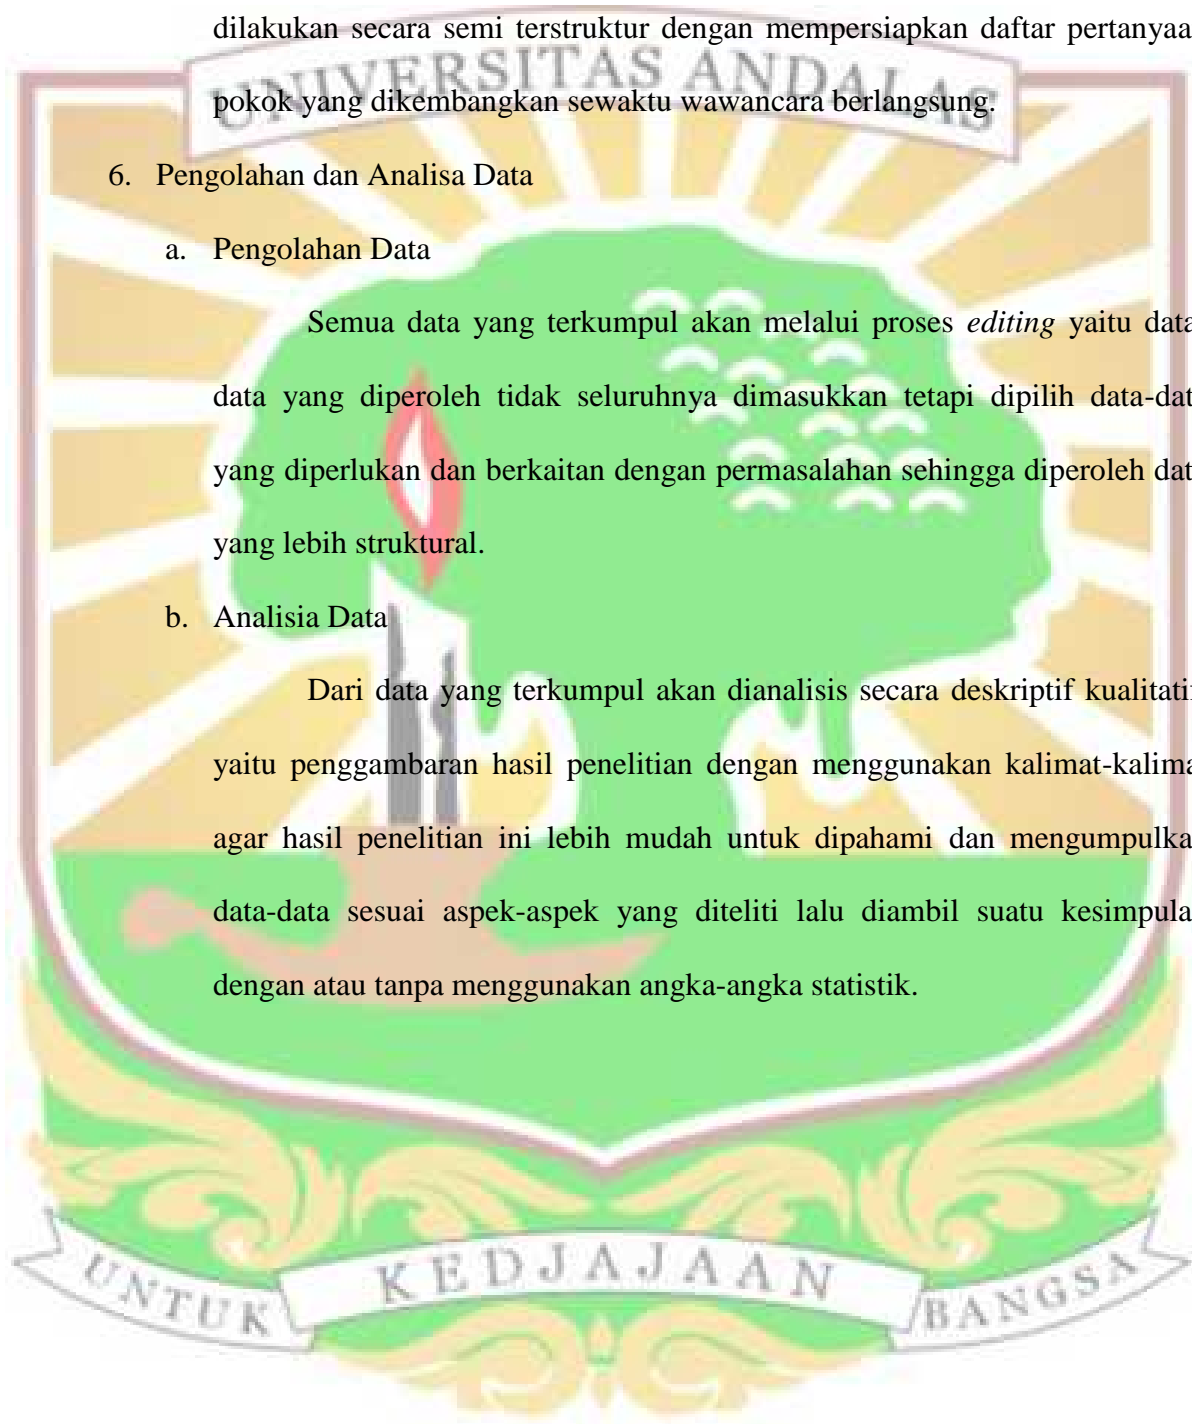 dilakukan secara semi terstruktur dengan mempersiapkan daftar pertanyaa
UNIVERSITAS ANDALAS
pokok yang dikembangkan sewaktu wawancara berlangsung.
6. Pengolahan dan Analisa Data
a. Pengolahan Data
Semua data yang terkumpul akan melalui proses editing yaitu data
data yang diperoleh tidak seluruhnya dimasukkan tetapi dipilih data-dat
yang diperlukan dan berkaitan dengan permasalahan sehingga diperoleh dat
yang lebih struktural.
b. Analisia Data
Dari data yang terkumpul akan dianalisis secara deskriptif kualitatif
yaitu penggambaran hasil penelitian dengan menggunakan kalimat-kalima
agar hasil penelitian ini lebih mudah untuk dipahami dan mengumpulka
data-data sesuai aspek-aspek yang diteliti lalu diambil suatu kesimpula
dengan atau tanpa menggunakan angka-angka statistik.
UNTUK KEDJAJAAN BANGSA